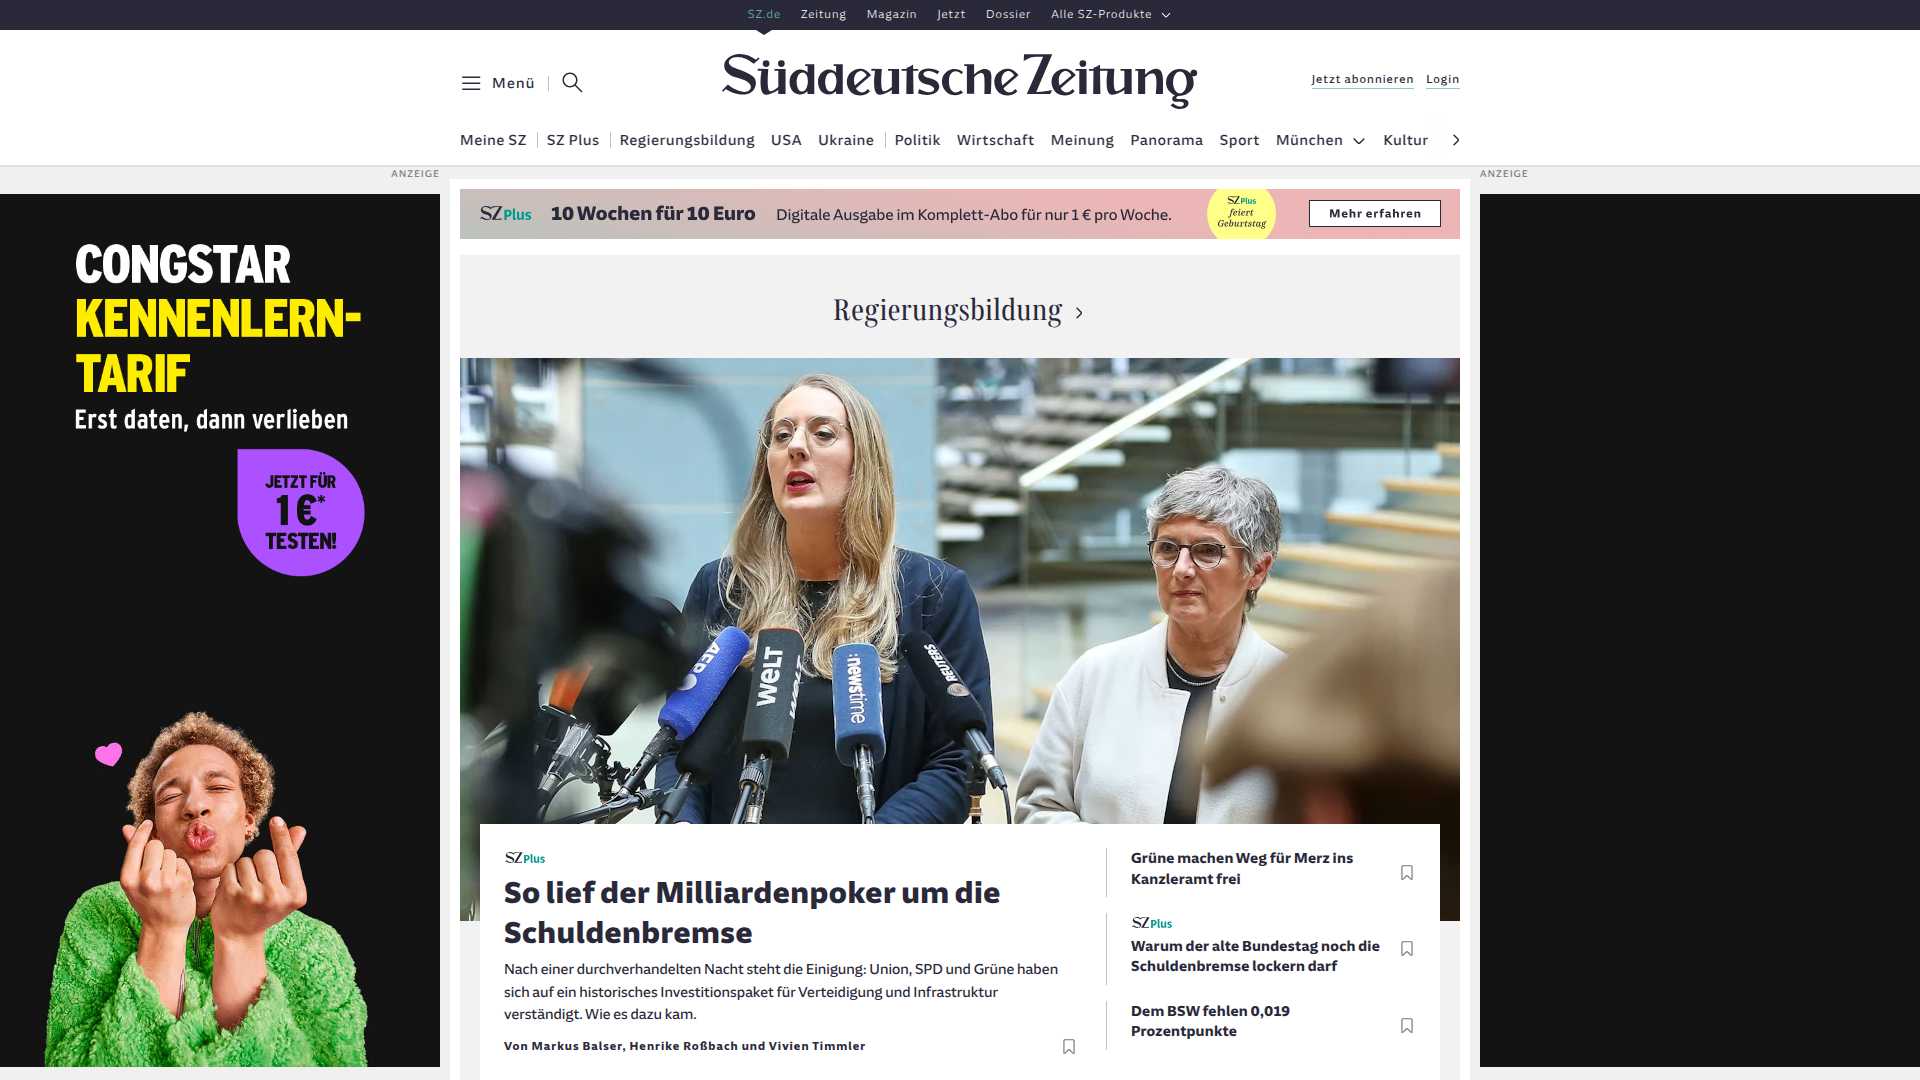 SZ.de Zeitung Magazin Jetzt Dossier Alle SZ-Produkte
Menü
Süddeutsche Zeitung
Jetzt abonnieren Login
Meine SZ SZ Plus Regierungsbildung USA Ukraine Politik Wirtschaft Meinung Panorama Sport München Kultur
ANZEIGE
ANZEIGE
CONGSTAR
KENNENLERN-
TARIF
Erst daten, dann verlieben
JETZT FÜR
1 €*
TESTEN!
SZ Plus 10 Wochen für 10 Euro Digitale Ausgabe im Komplett-Abo für nur 1 € pro Woche.
SZ Plus
feiert
Geburtstag
Mehr erfahren
Regierungsbildung
AFP
WELT
WELT
:newstime
REUTERS
SZ Plus
So lief der Milliardenpoker um die
Schuldenbremse
Nach einer durchverhandelten Nacht steht die Einigung: Union, SPD und Grüne haben
sich auf ein historisches Investitionspaket für Verteidigung und Infrastruktur
verständigt. Wie es dazu kam.
Von Markus Balser, Henrike Roßbach und Vivien Timmler
Grüne machen Weg für Merz ins
Kanzleramt frei
SZ Plus
Warum der alte Bundestag noch die
Schuldenbremse lockern darf
Dem BSW fehlen 0,019
Prozentpunkte